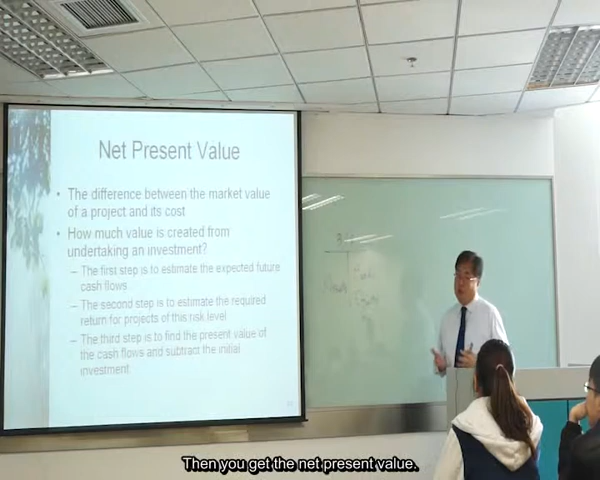 Net Present Value
• The difference between the market value
of a project and its cost
• How much value is created from
undertaking an investment?
– The first step is to estimate the expected future
cash flows.
– The second step is to estimate the required
return for projects of this risk level
– The third step is to find the present value of
the cash flows and subtract the initial
investment
Then you get the net present value.